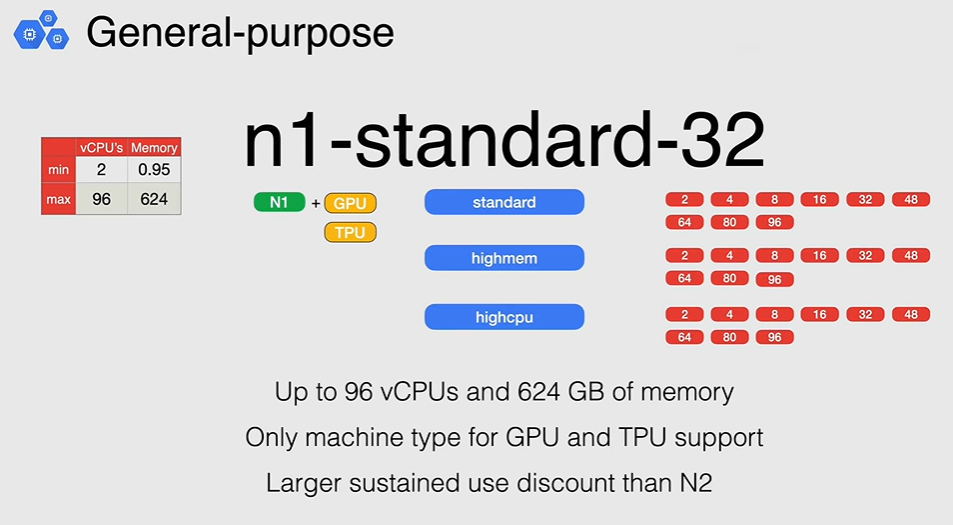 General-purpose
n1-standard-32
vCPU's Memory
min 2 0.95
max 96 624
N1 + GPU
TPU
standard
2 4 8 16 32 48
64 80 96
highmem
2 4 8 16 32 48
64 80 96
highcpu
2 4 8 16 32 48
64 80 96
Up to 96 vCPUs and 624 GB of memory
Only machine type for GPU and TPU support
Larger sustained use discount than N2